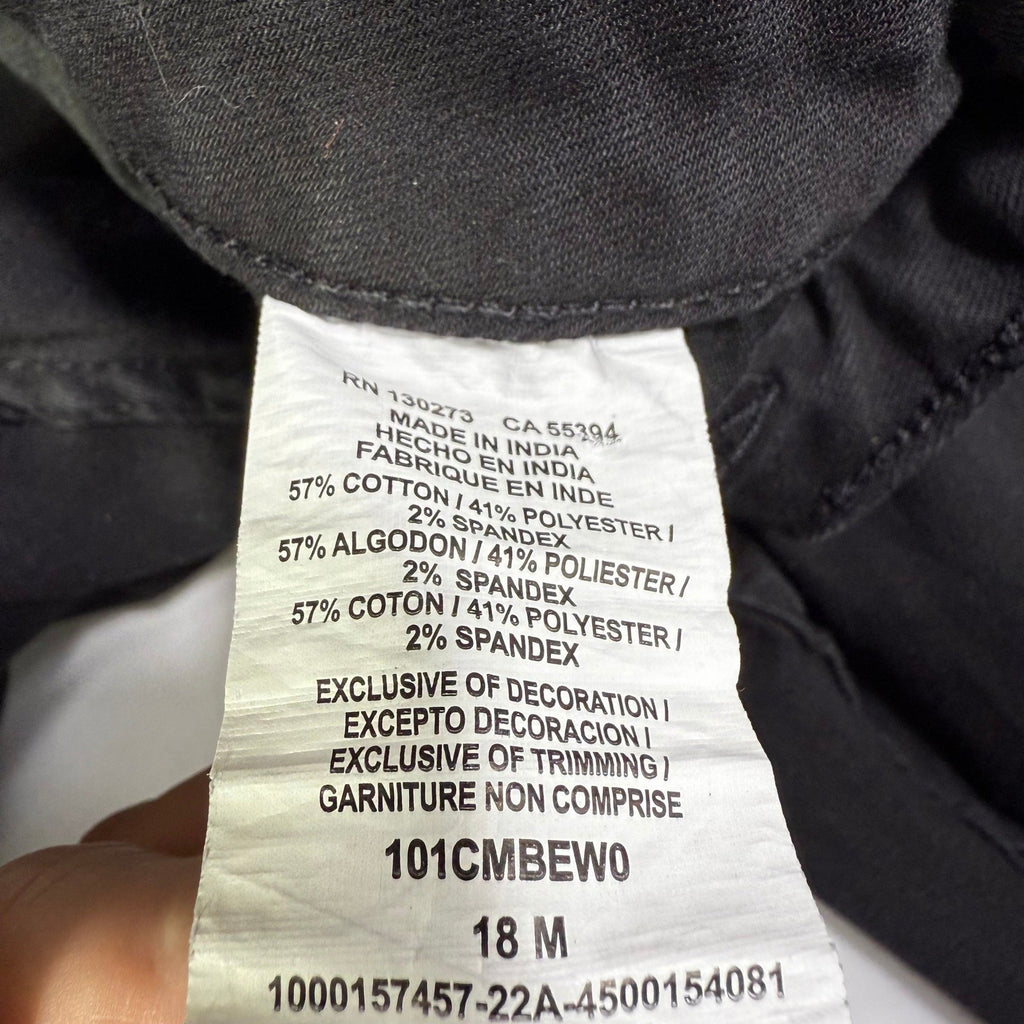 RN 130273 CA 55394
MADE IN INDIA
HECHO EN INDIA
FABRIQUE EN INDE
57% COTTON / 41% POLYESTER /
2% SPANDEX
57% ALGODON / 41% POLIESTER /
2% SPANDEX
57% COTON / 41% POLYESTER /
2% SPANDEX
EXCLUSIVE OF DECORATION /
EXCEPTO DECORACION /
EXCLUSIVE OF TRIMMING /
GARNITURE NON COMPRISE
101CMBEW0
18 M
1000157457-22A-4500154081